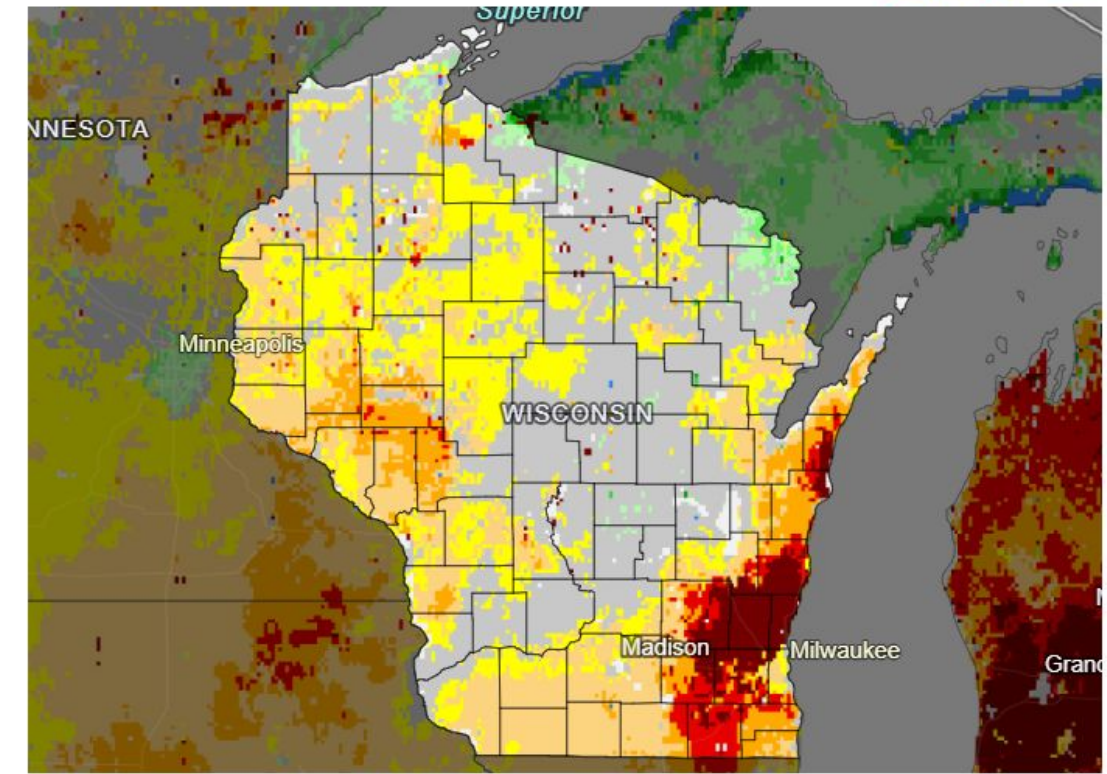 Superior
NNESOTA
Minneapolis
WISCONSIN
Madison
Milwaukee
Grand